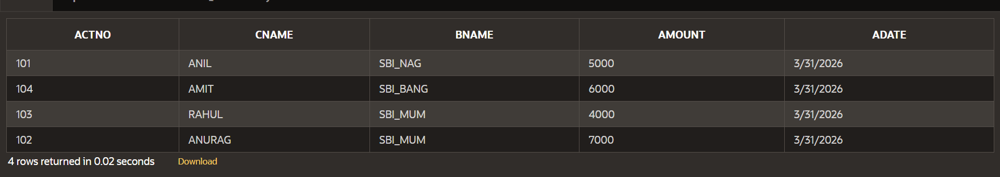 ACTNO CNAME BNAME AMOUNT ADATE
101 ANIL SBI_NAG 5000 3/31/2026
104 AMIT SBI_BANG 6000 3/31/2026
103 RAHUL SBI_MUM 4000 3/31/2026
102 ANURAG SBI_MUM 7000 3/31/2026
4 rows returned in 0.02 seconds Download